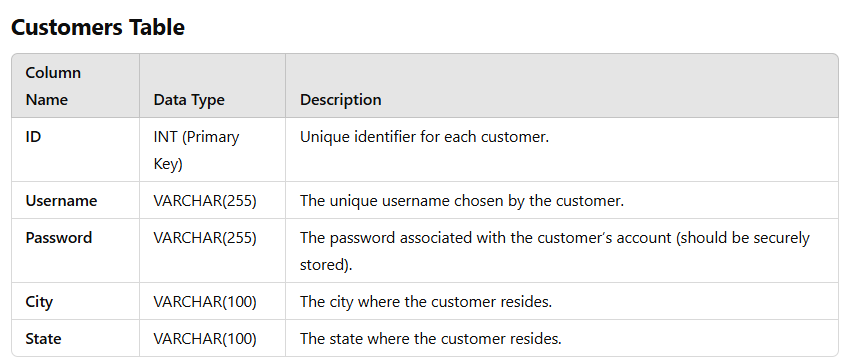 Customers Table
Column
Name
Data Type
Description
ID
INT (Primary
Key)
Unique identifier for each customer.
Username
VARCHAR(255)
The unique username chosen by the customer.
Password
VARCHAR(255)
The password associated with the customer's account (should be securely
stored).
City
VARCHAR(100)
The city where the customer resides.
State
VARCHAR(100)
The state where the customer resides.